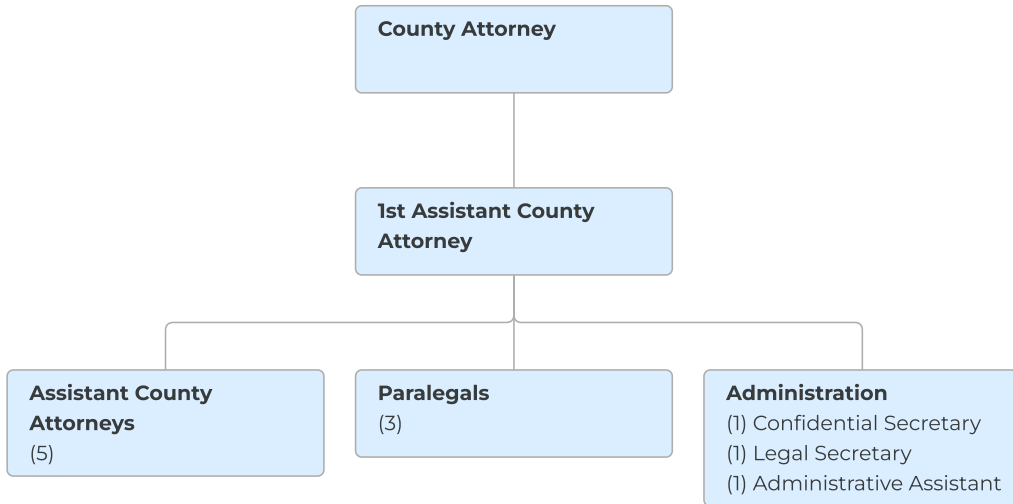 County Attorney
1st Assistant County
Attorney
Assistant County
Attorneys
(5)
Paralegals
(3)
Administration
(1) Confidential Secretary
(1) Legal Secretary
(1) Administrative Assistant